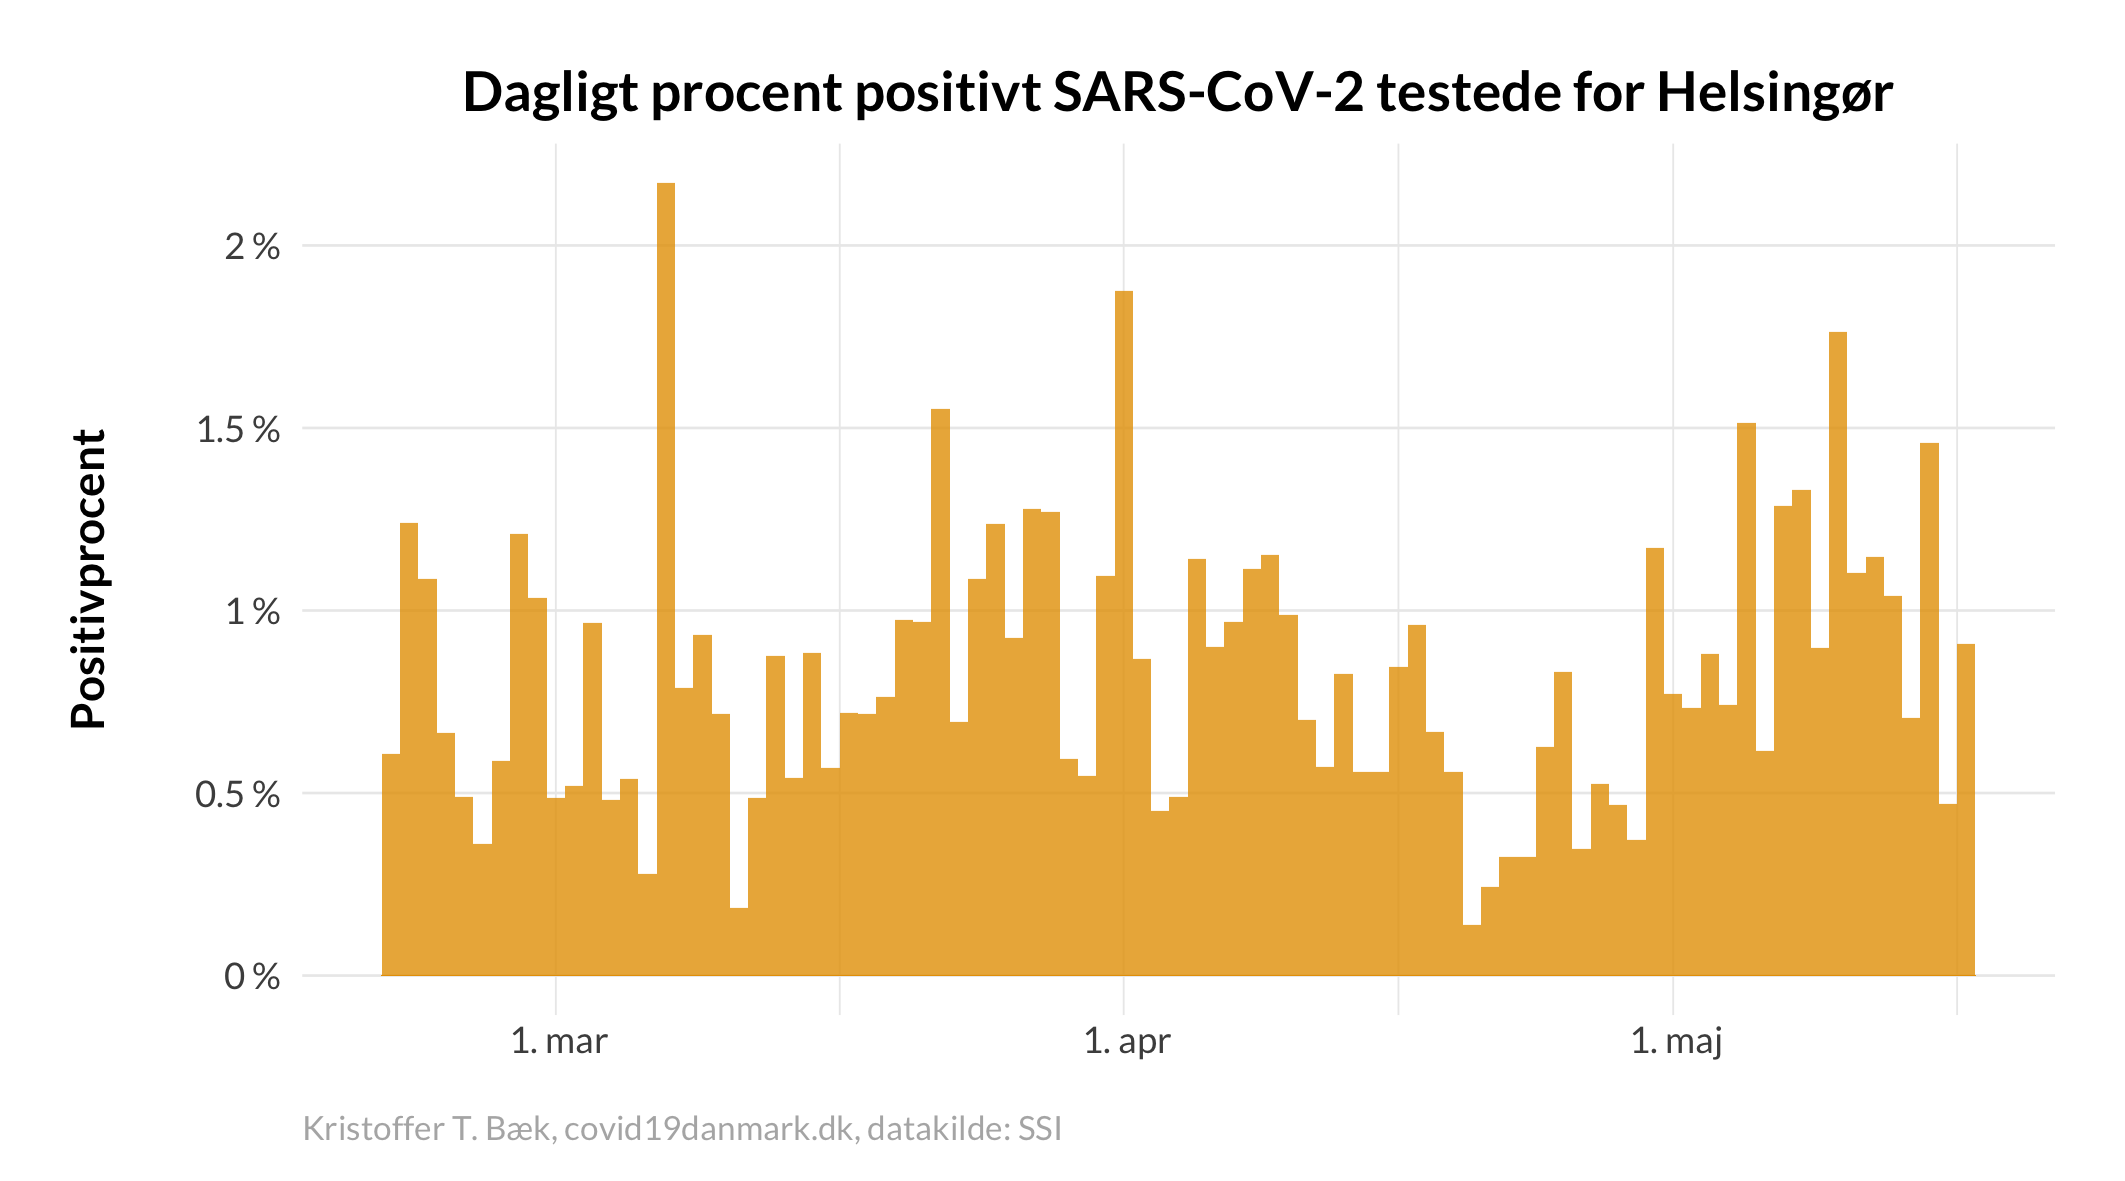 Dagligt procent positivt SARS-CoV-2 testede for Helsingør
Positivprocent
2 %
1.5 %
1 %
0.5 %
0 %
1. mar
1. apr
1. maj
Kristoffer T. Bæk, covid19danmark.dk, datakilde: SSI